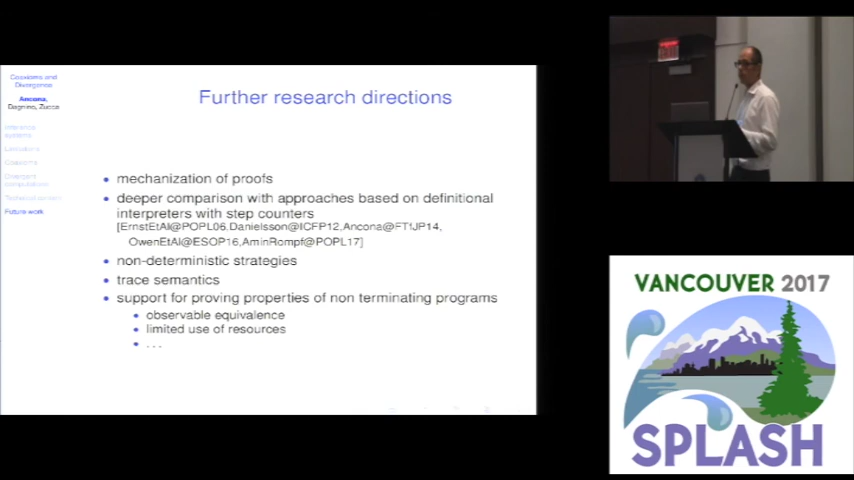 Coaxioms and
Divergence
Ancona,
Dagnino, Zucca
Inference
systems
Limitations
Coaxioms
Divergent
computations
Technical content
Future work
Further research directions
mechanization of proofs
deeper comparison with approaches based on definitional
interpreters with step counters
[ErnstEtAl@POPL06,Danielsson@ICFP12,Ancona@FTfJP14,
OwenEtAl@ESOP16,AminRompf@POPL17]
non-deterministic strategies
trace semantics
support for proving properties of non terminating programs
observable equivalence
limited use of resources
...
VANCOUVER 2017
SPLASH